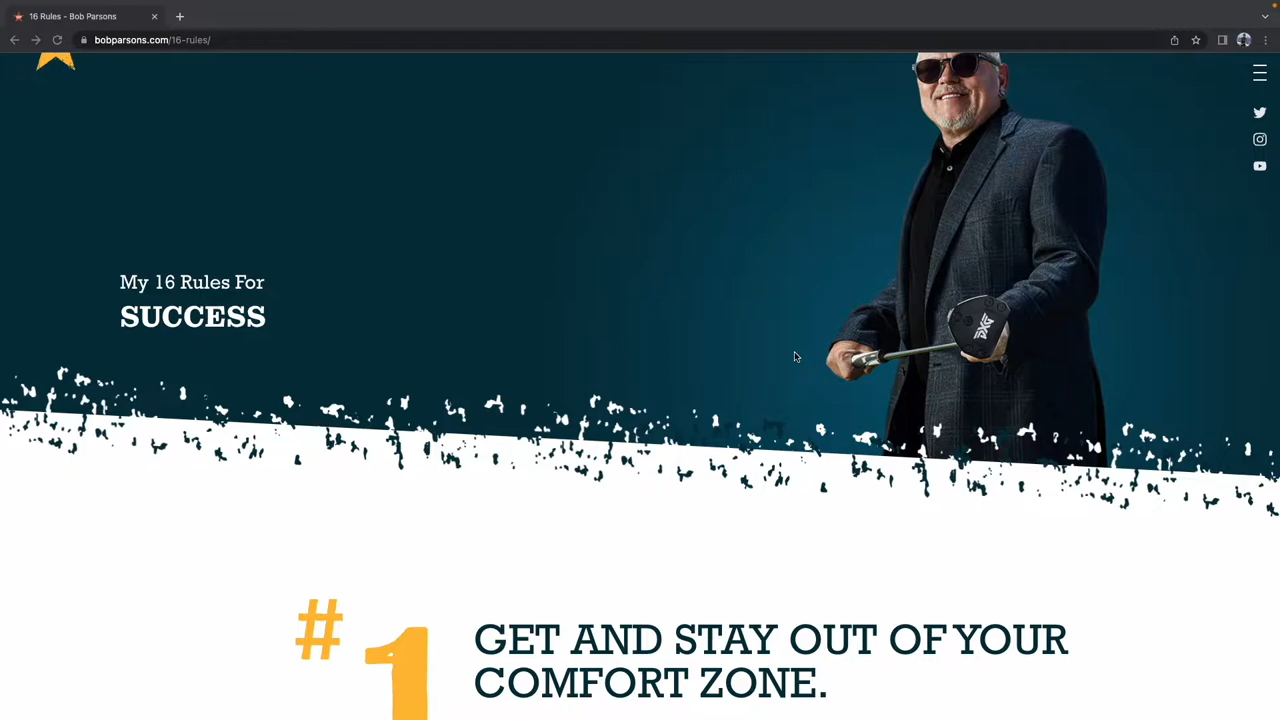 16 Rules - Bob Parsons
bobparsons.com/16-rules/
My 16 Rules For
SUCCESS
PXG
#1
GET AND STAY OUT OF YOUR
COMFORT ZONE.